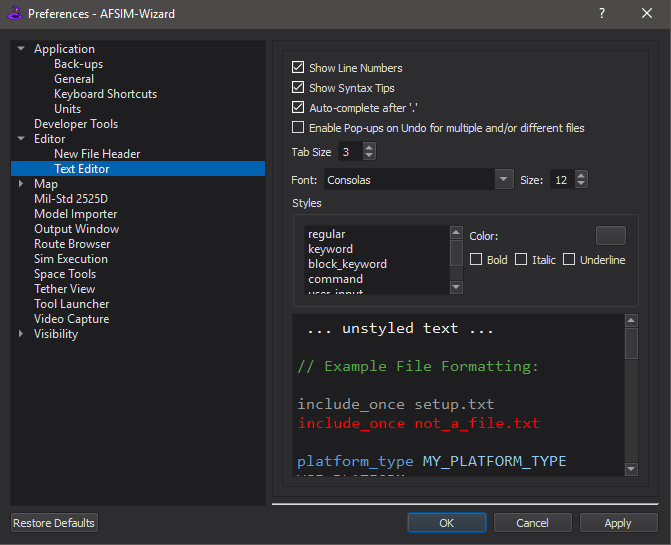 Preferences - AFSIM-Wizard
?
Application
Back-ups
General
Keyboard Shortcuts
Units
Developer Tools
Editor
New File Header
Text Editor
Map
Mil-Std 2525D
Model Importer
Output Window
Route Browser
Sim Execution
Space Tools
Tether View
Tool Launcher
Video Capture
Visibility
Show Line Numbers
Show Syntax Tips
Auto-complete after '.'
Enable Pop-ups on Undo for multiple and/or different files
Tab Size 3
Font: Consolas Size: 12
Styles
regular
keyword
block_keyword
command
user_input
Color:
Bold Italic Underline
... unstyled text ...
// Example File Formatting:
include_once setup.txt
include_once not_a_file.txt
platform_type MY_PLATFORM_TYPE
Restore Defaults
OK Cancel Apply